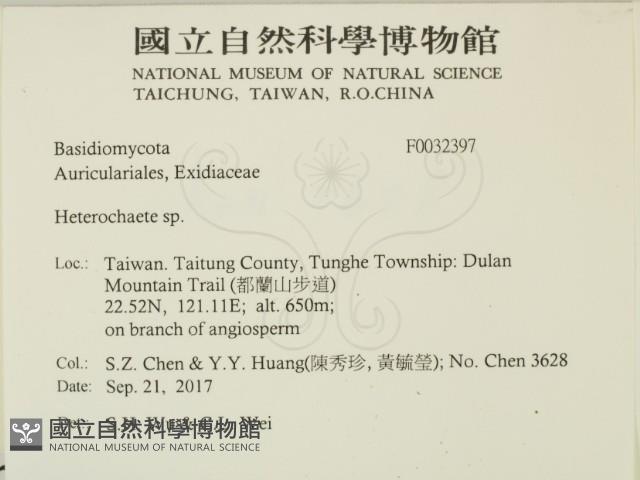 國立自然科學博物館
NATIONAL MUSEUM OF NATURAL SCIENCE
TAICHUNG, TAIWAN, R.O.CHINA
Basidiomycota F0032397
Auriculariales, Exidiaceae
Heterochaete sp.
Loc.: Taiwan. Taitung County, Tunghe Township: Dulan
Mountain Trail (都蘭山步道)
22.52N, 121.11E; alt. 650m;
on branch of angiosperm
Col.: S.Z. Chen & Y.Y. Huang(陳秀珍, 黃毓瑩); No. Chen 3628
Date: Sep. 21, 2017
國立自然科學博物館
NATIONAL MUSEUM OF NATURAL SCIENCE